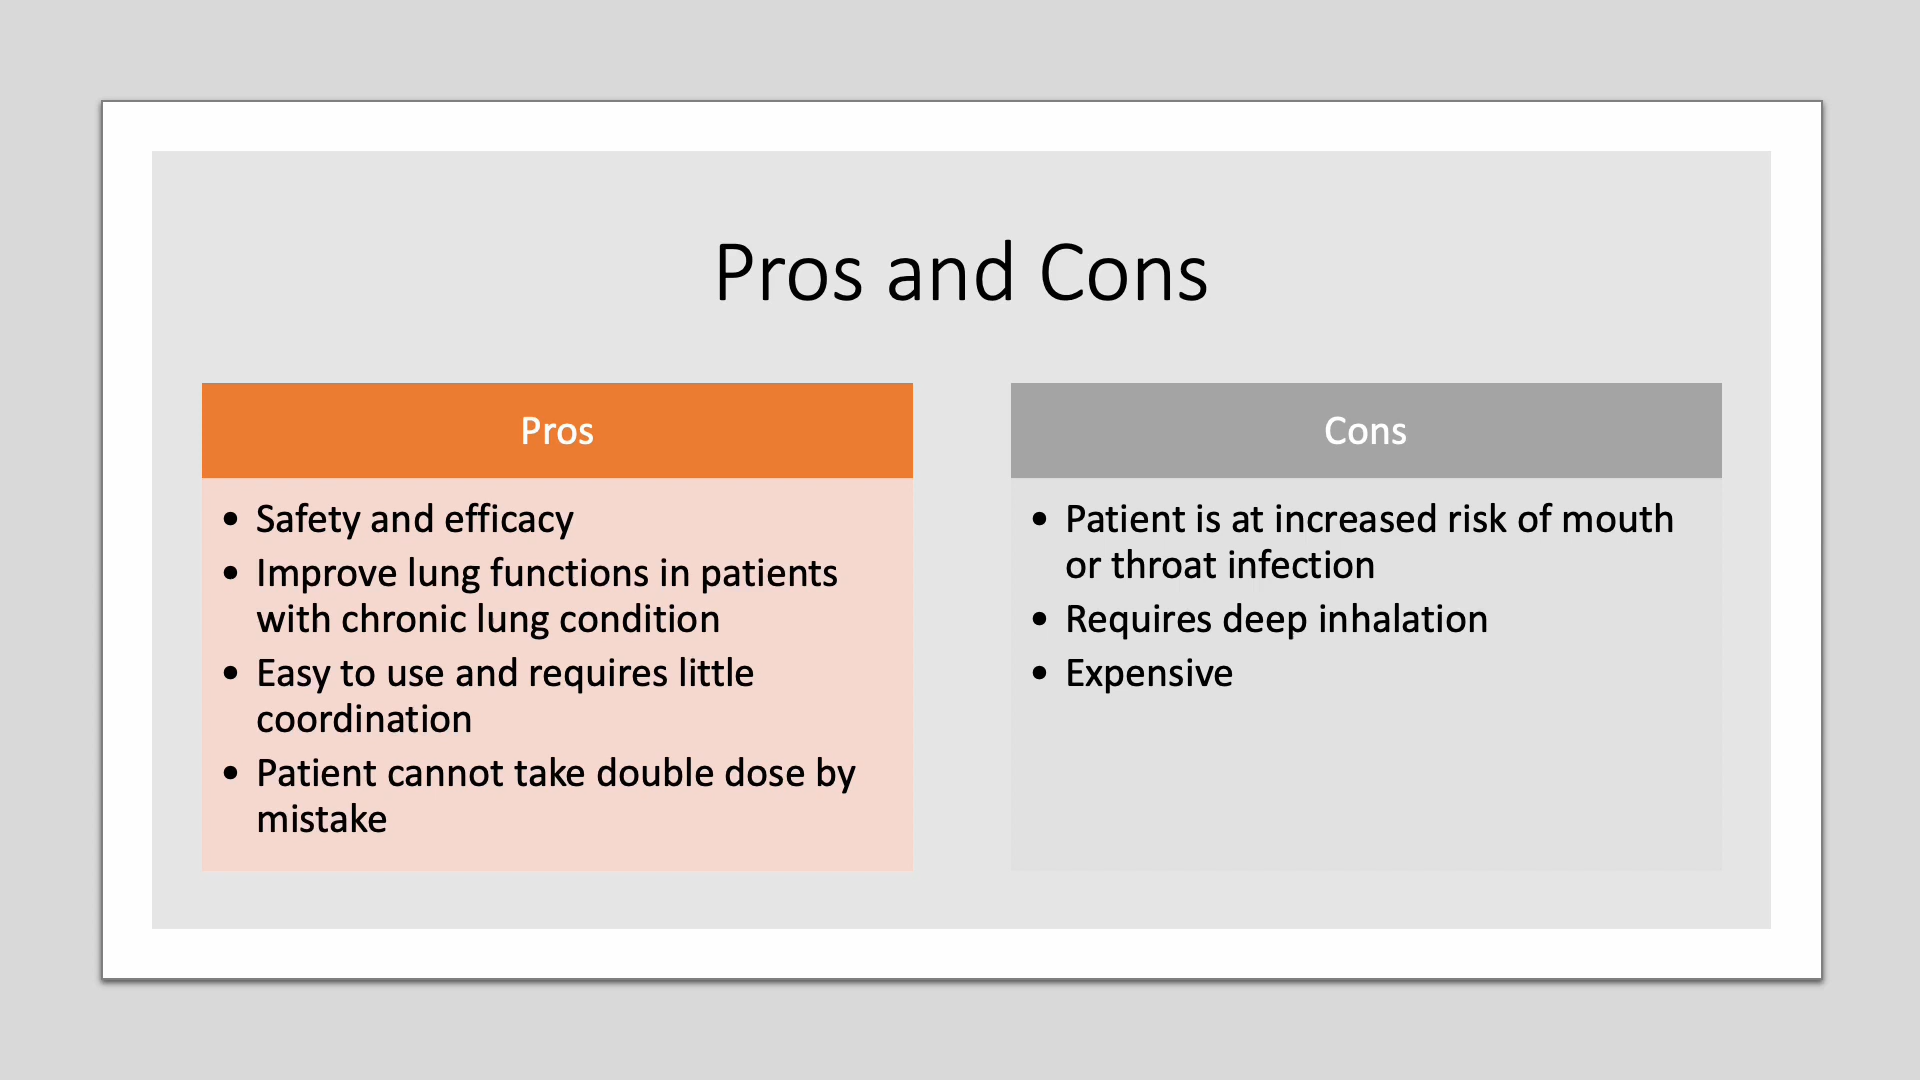 Pros and Cons
Pros
• Safety and efficacy
• Improve lung functions in patients
with chronic lung condition
• Easy to use and requires little
coordination
• Patient cannot take double dose by
mistake
Cons
• Patient is at increased risk of mouth
or throat infection
• Requires deep inhalation
• Expensive